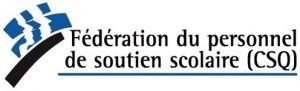 Fédération du personnel
de soutien scolaire (CSQ)